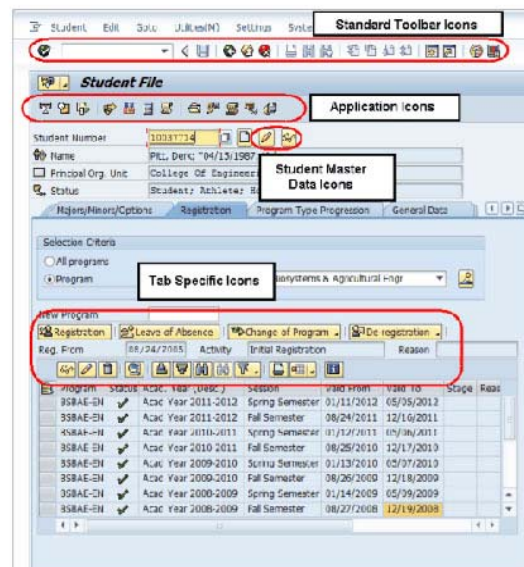 Student Edit Goto Utilities(N) Settings System
Standard Toolbar Icons
Student File
Application Icons
Student Number 10037714
Name Pitt, Derk; *04/15/1987
Principal Org. Unit College Of Engineeri
Status Student; Athlete; Ho
Student Master
Data Icons
Majors/Minors/Options Registration Program Type Progression General Data
Selection Criteria
All programs
Program
Tab Specific Icons
osystems & Agricultural Engr
New Program
Registration Leave of Absence Change of Program De registration
Reg. From 08/24/2005 Activity Initial Registration Reason
Program Status Acad. Year (Desc.) Session Valid From Valid To Stage Reas
BSBAE-EN Acad Year 2011-2012 Spring Semester 01/11/2012 05/05/2012
BSBAE-EN Acad Year 2011-2012 Fall Semester 08/24/2011 12/16/2011
BSBAE-EN Acad Year 2010-2011 Spring Semester 01/12/2011 05/06/2011
BSBAE-EN Acad Year 2010-2011 Fall Semester 08/25/2010 12/17/2010
BSBAE-EN Acad Year 2009-2010 Spring Semester 01/13/2010 05/07/2010
BSBAE-EN Acad Year 2009-2010 Fall Semester 08/26/2009 12/18/2009
BSBAE-EN Acad Year 2008-2009 Spring Semester 01/14/2009 05/09/2009
BSBAE-EN Acad Year 2008-2009 Fall Semester 08/27/2008 12/19/2008